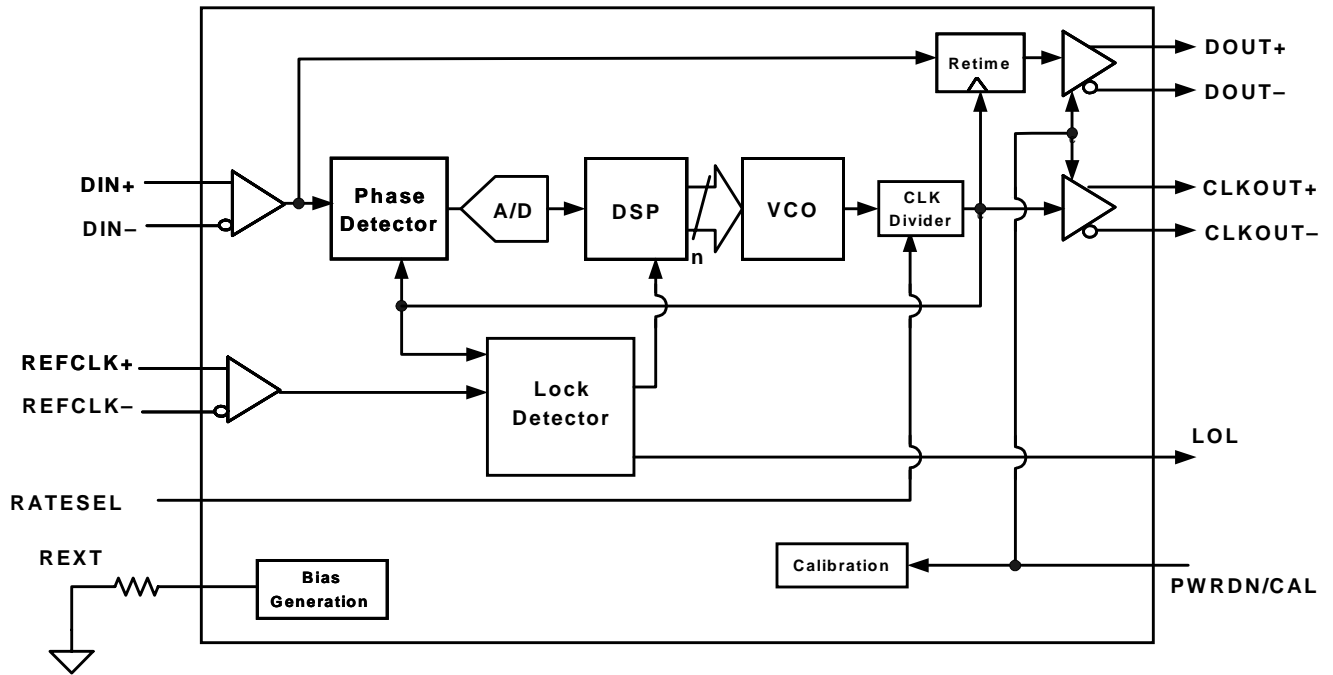 DOUT+
Retime
DOUT–
DIN+
Phase
Detector
A/D
DSP
VCO
CLK
Divider
CLKOUT+
DIN–
CLKOUT–
n
REFCLK+
REFCLK–
Lock
Detector
LOL
RATESEL
REXT
Bias
Generation
Calibration
PWRDN/CAL